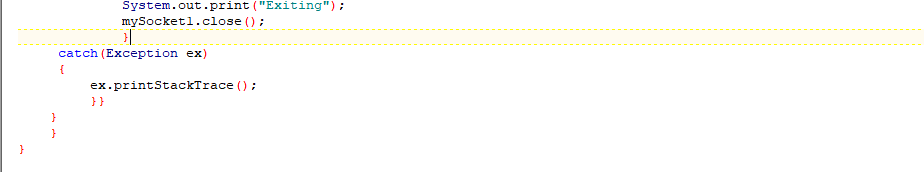 System.out.print("Exiting");
mySocket1.close();
}
catch(Exception ex)
{
ex.printStackTrace();
}}
}
}
}